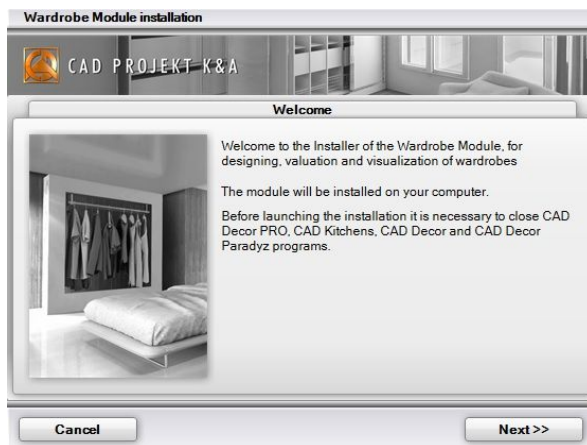 Wardrobe Module installation
CAD PROJEKT K&A
Welcome
Welcome to the Installer of the Wardrobe Module, for
designing, valuation and visualization of wardrobes
The module will be installed on your computer.
Before launching the installation it is necessary to close CAD
Decor PRO, CAD Kitchens, CAD Decor and CAD Decor
Paradyz programs.
Cancel
Next >>